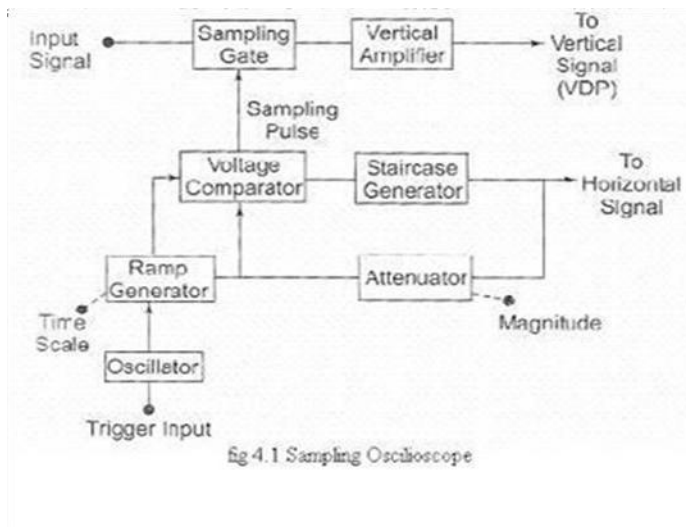 Input
Signal
Sampling
Gate
Vertical
Amplifier
To
Vertical
Signal
(VDP)
Sampling
Pulse
Voltage
Comparator
Staircase
Generator
To
Horizontal
Signal
Ramp
Generator
Attenuator
Time
Scale
Magnitude
Oscillator
Trigger Input
fig 4.1 Sampling Oscilioscope